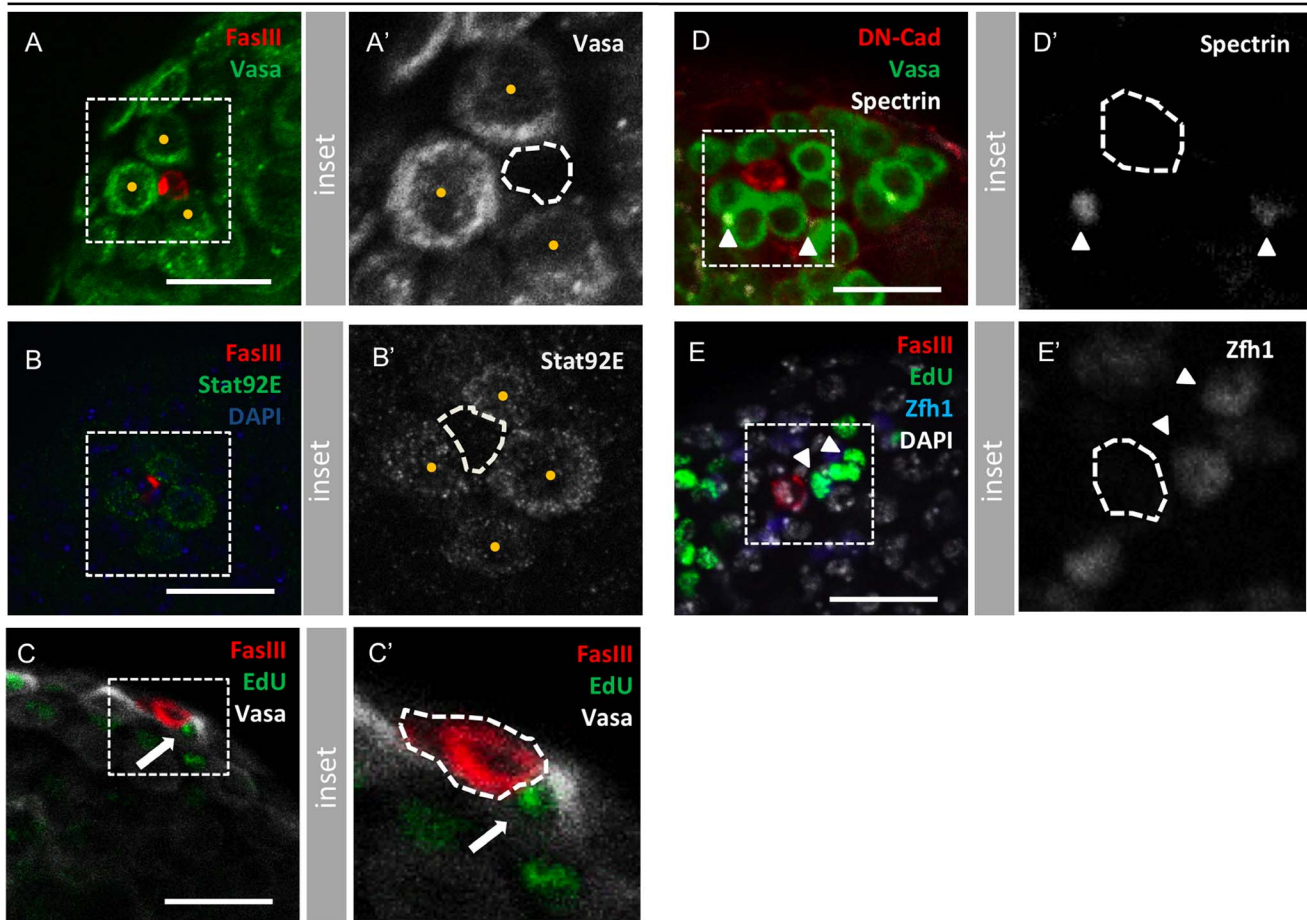 A
FasIII
Vasa
inset
A’
Vasa
D
DN-Cad
Vasa
Spectrin
inset
D’
Spectrin
B
FasIII
Stat92E
DAPI
inset
B’
Stat92E
E
FasIII
EdU
Zfh1
DAPI
inset
E’
Zfh1
C
FasIII
EdU
Vasa
inset
C’
FasIII
EdU
Vasa